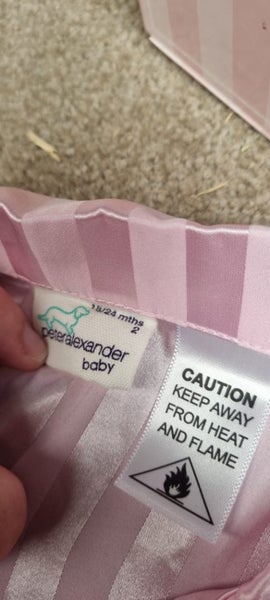 18/24 mths
2
peteralexander
baby
CAUTION
KEEP AWAY
FROM HEAT
AND FLAME